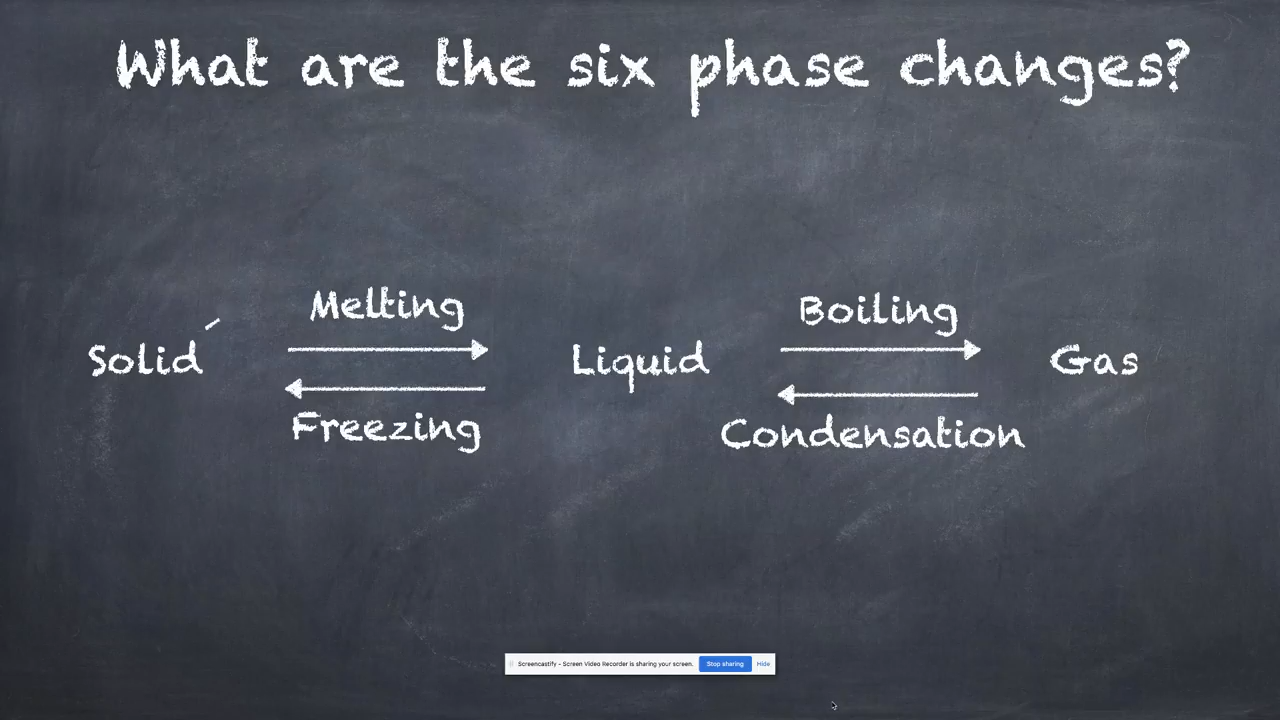 What are the six phase changes?
Melting
Boiling
Solid
Liquid
Gas
Freezing
Condensation
Screencastify - Screen Video Recorder is sharing your screen. Stop sharing Hide